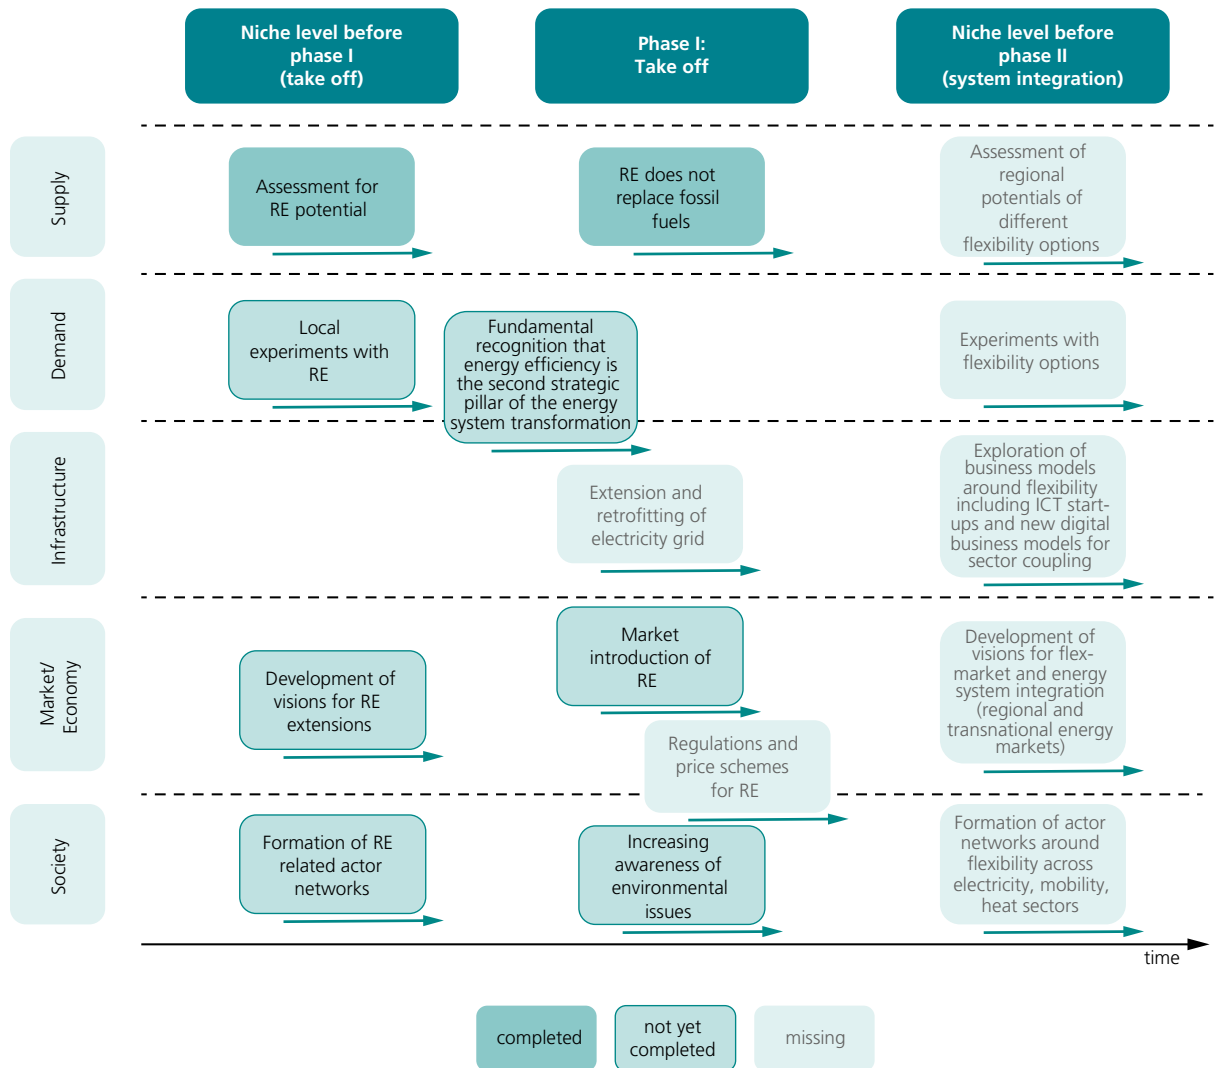 Niche level before
phase I
(take off)
Phase I:
Take off
Niche level before
phase II
(system integration)
Supply
Assessment for
RE potential
RE does not
replace fossil
fuels
Assessment of
regional
potentials of
different
flexibility options
Demand
Local
experiments with
RE
Fundamental
recognition that
energy efficiency is
the second strategic
pillar of the energy
system transformation
Experiments with
flexibility options
Infrastructure
Extension and
retrofitting of
electricity grid
Exploration of
business models
around flexibility
including ICT start-
ups and new digital
business models for
sector coupling
Market/
Economy
Development of
visions for RE
extensions
Market
introduction of
RE
Regulations and
price schemes
for RE
Development of
visions for flex-
market and energy
system integration
(regional and
transnational energy
markets)
Society
Formation of RE
related actor
networks
Increasing
awareness of
environmental
issues
Formation of actor
networks around
flexibility across
electricity, mobility,
heat sectors
time
completed
not yet
completed
missing